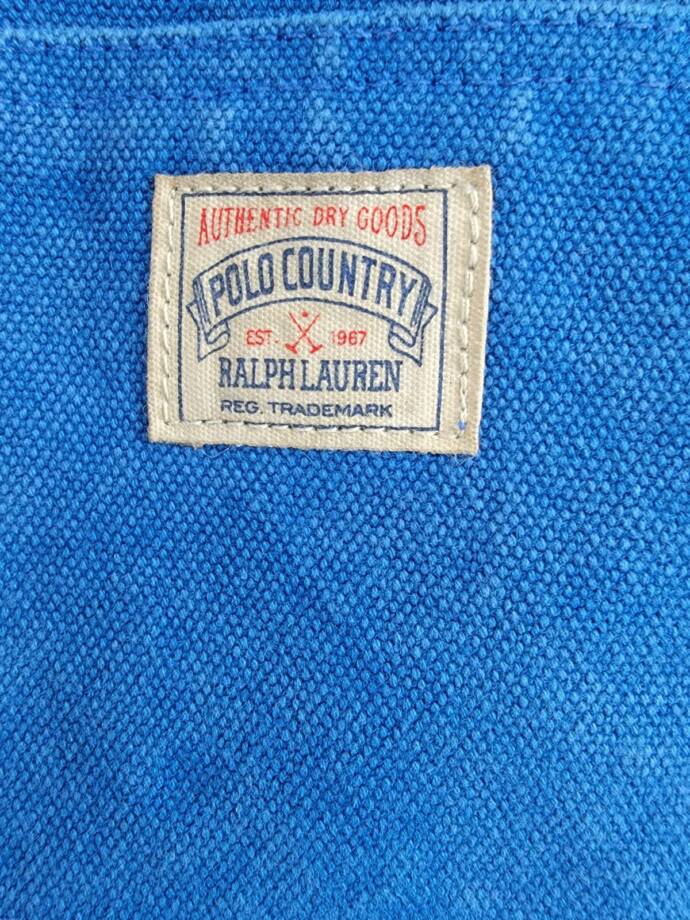 AUTHENTIC DRY GOODS
POLO COUNTRY
EST. 1967
RALPH LAUREN
REG. TRADEMARK